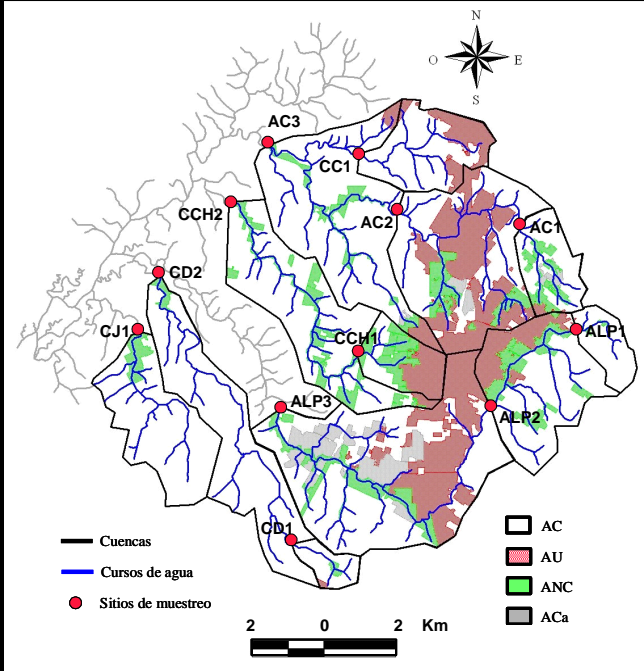 N
O E
S
AC3
CC1
CCH2
AC2
AC1
CD2
CJ1
CCH1
ALP1
ALP3
ALP2
CD1
Cuencas
Cursos de agua
Sitios de muestreo
AC
AU
ANC
ACa
2 0 2 Km